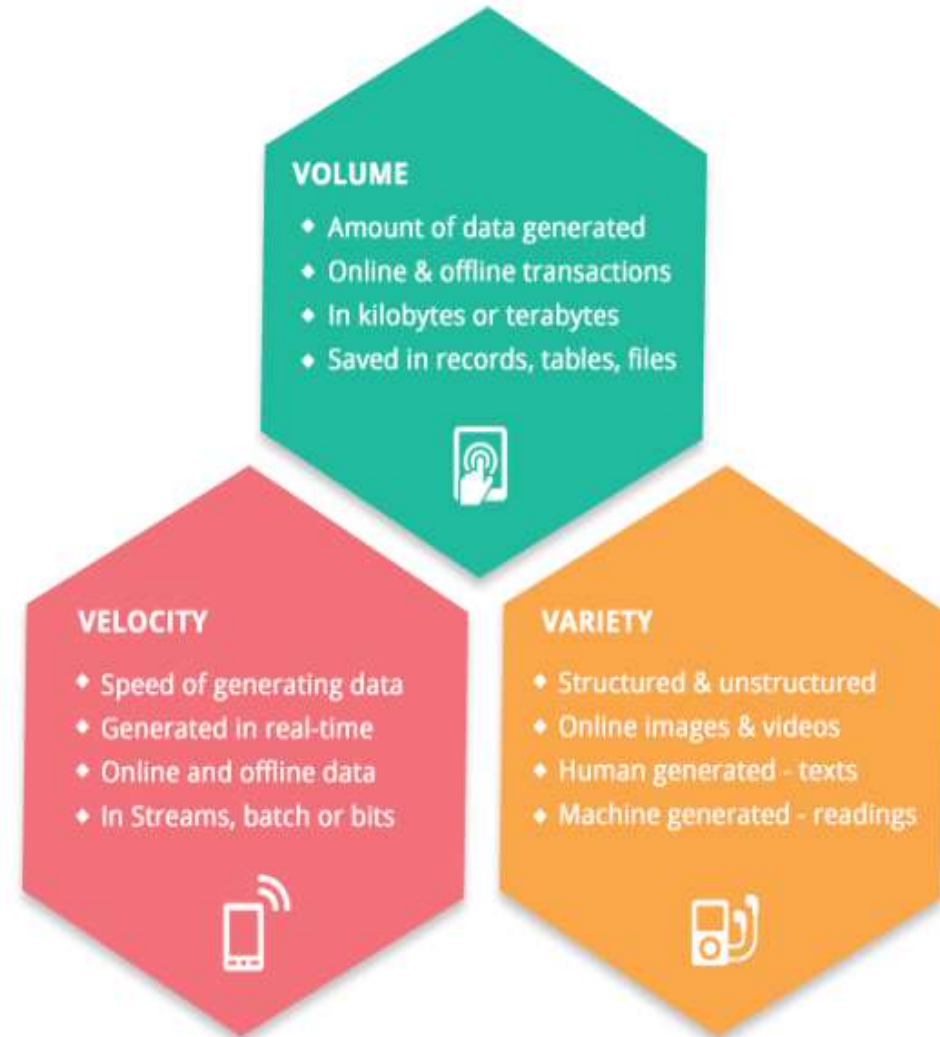 VOLUME
Amount of data generated
Online & offline transactions
In kilobytes or terabytes
Saved in records, tables, files
VELOCITY
Speed of generating data
Generated in real-time
Online and offline data
In Streams, batch or bits
VARIETY
Structured & unstructured
Online images & videos
Human generated - texts
Machine generated - readings